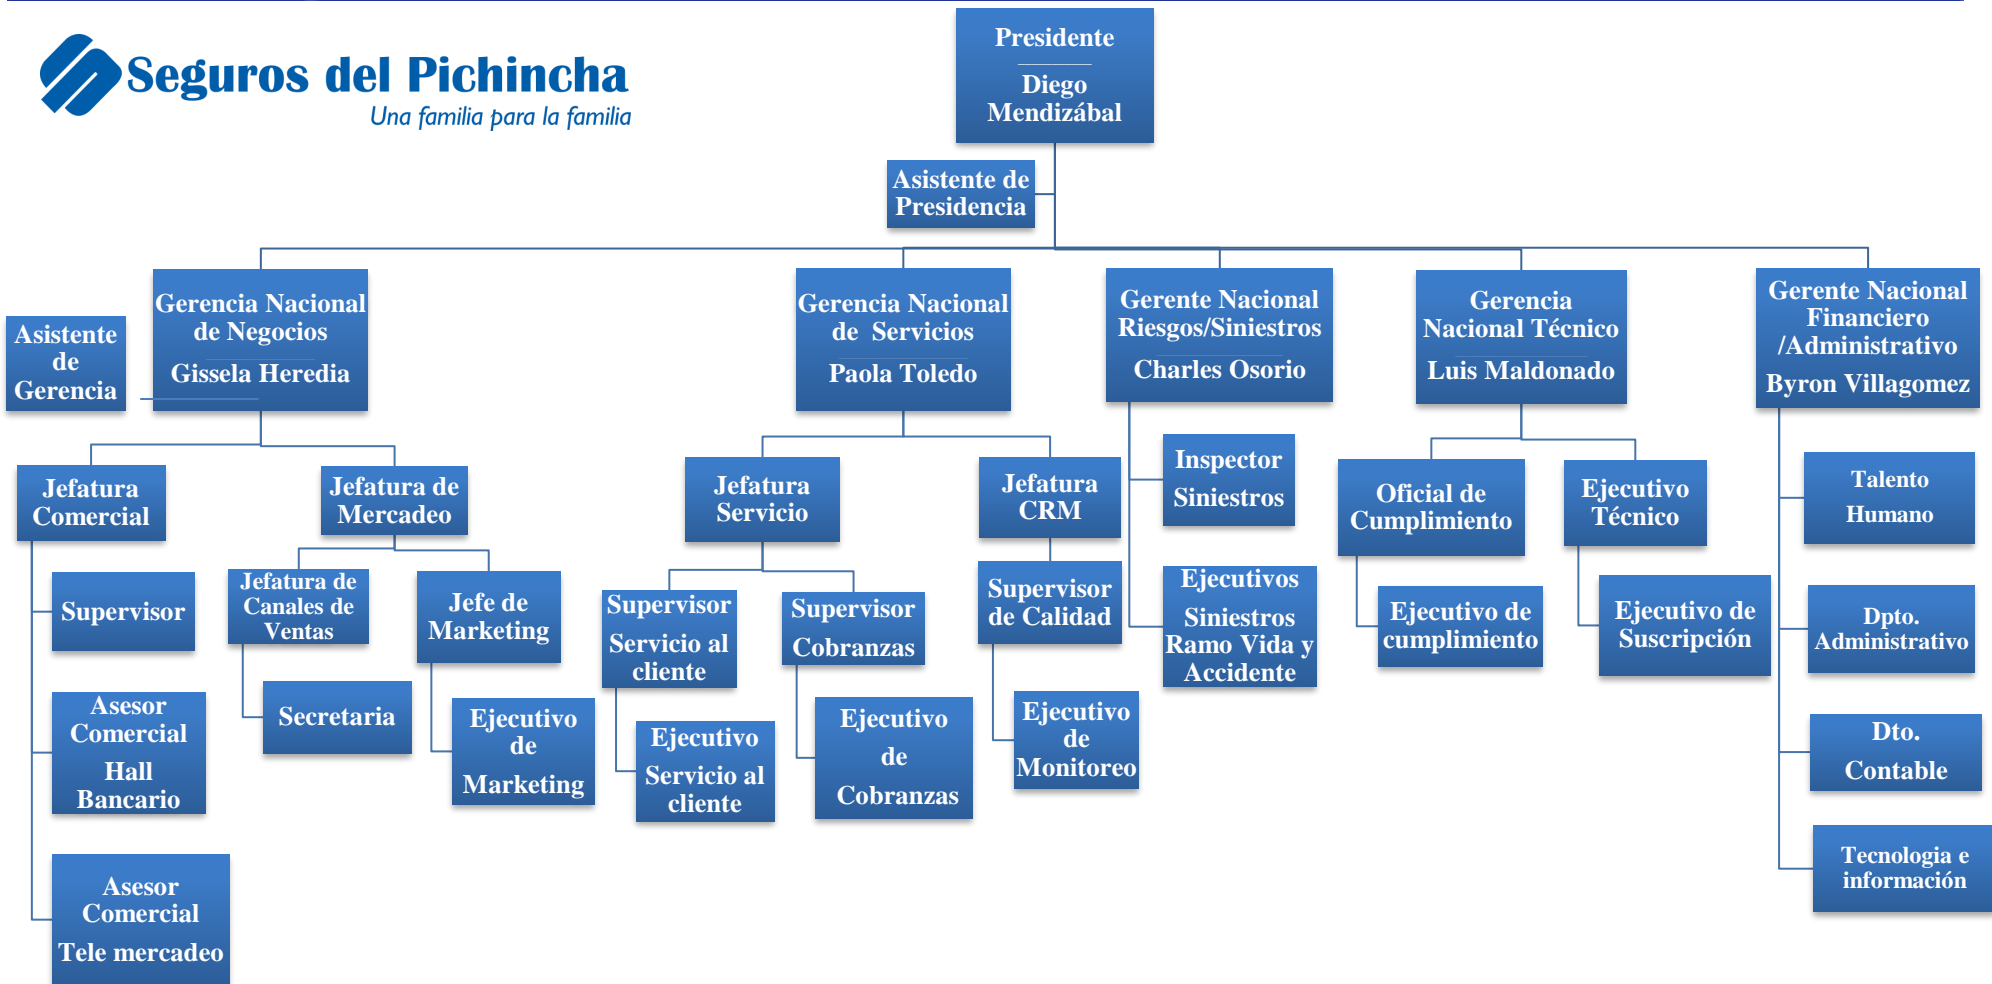 Seguros del Pichincha
Una familia para la familia
Presidente
Diego
Mendizábal
Asistente de
Presidencia
Asistente
de
Gerencia
Gerencia Nacional
de Negocios
Gissela Heredia
Gerencia Nacional
de Servicios
Paola Toledo
Gerente Nacional
Riesgos/Siniestros
Charles Osorio
Gerencia
Nacional Técnico
Luis Maldonado
Gerente Nacional
Financiero
/Administrativo
Byron Villagomez
Jefatura
Comercial
Jefatura de
Mercadeo
Jefatura
Servicio
Jefatura
CRM
Inspector
Siniestros
Oficial de
Cumplimiento
Ejecutivo
Técnico
Talento
Humano
Supervisor
Jefatura de
Canales de
Ventas
Jefe de
Marketing
Supervisor
Servicio al
cliente
Supervisor
Cobranzas
Supervisor
de Calidad
Ejecutivos
Siniestros
Ramo Vida y
Accidente
Ejecutivo de
cumplimiento
Ejecutivo de
Suscripción
Dpto.
Administrativo
Asesor
Comercial
Hall
Bancario
Secretaria
Ejecutivo
de
Marketing
Ejecutivo
Servicio al
cliente
Ejecutivo
de
Cobranzas
Ejecutivo
de
Monitoreo
Dto.
Contable
Asesor
Comercial
Tele mercadeo
Tecnologia e
información